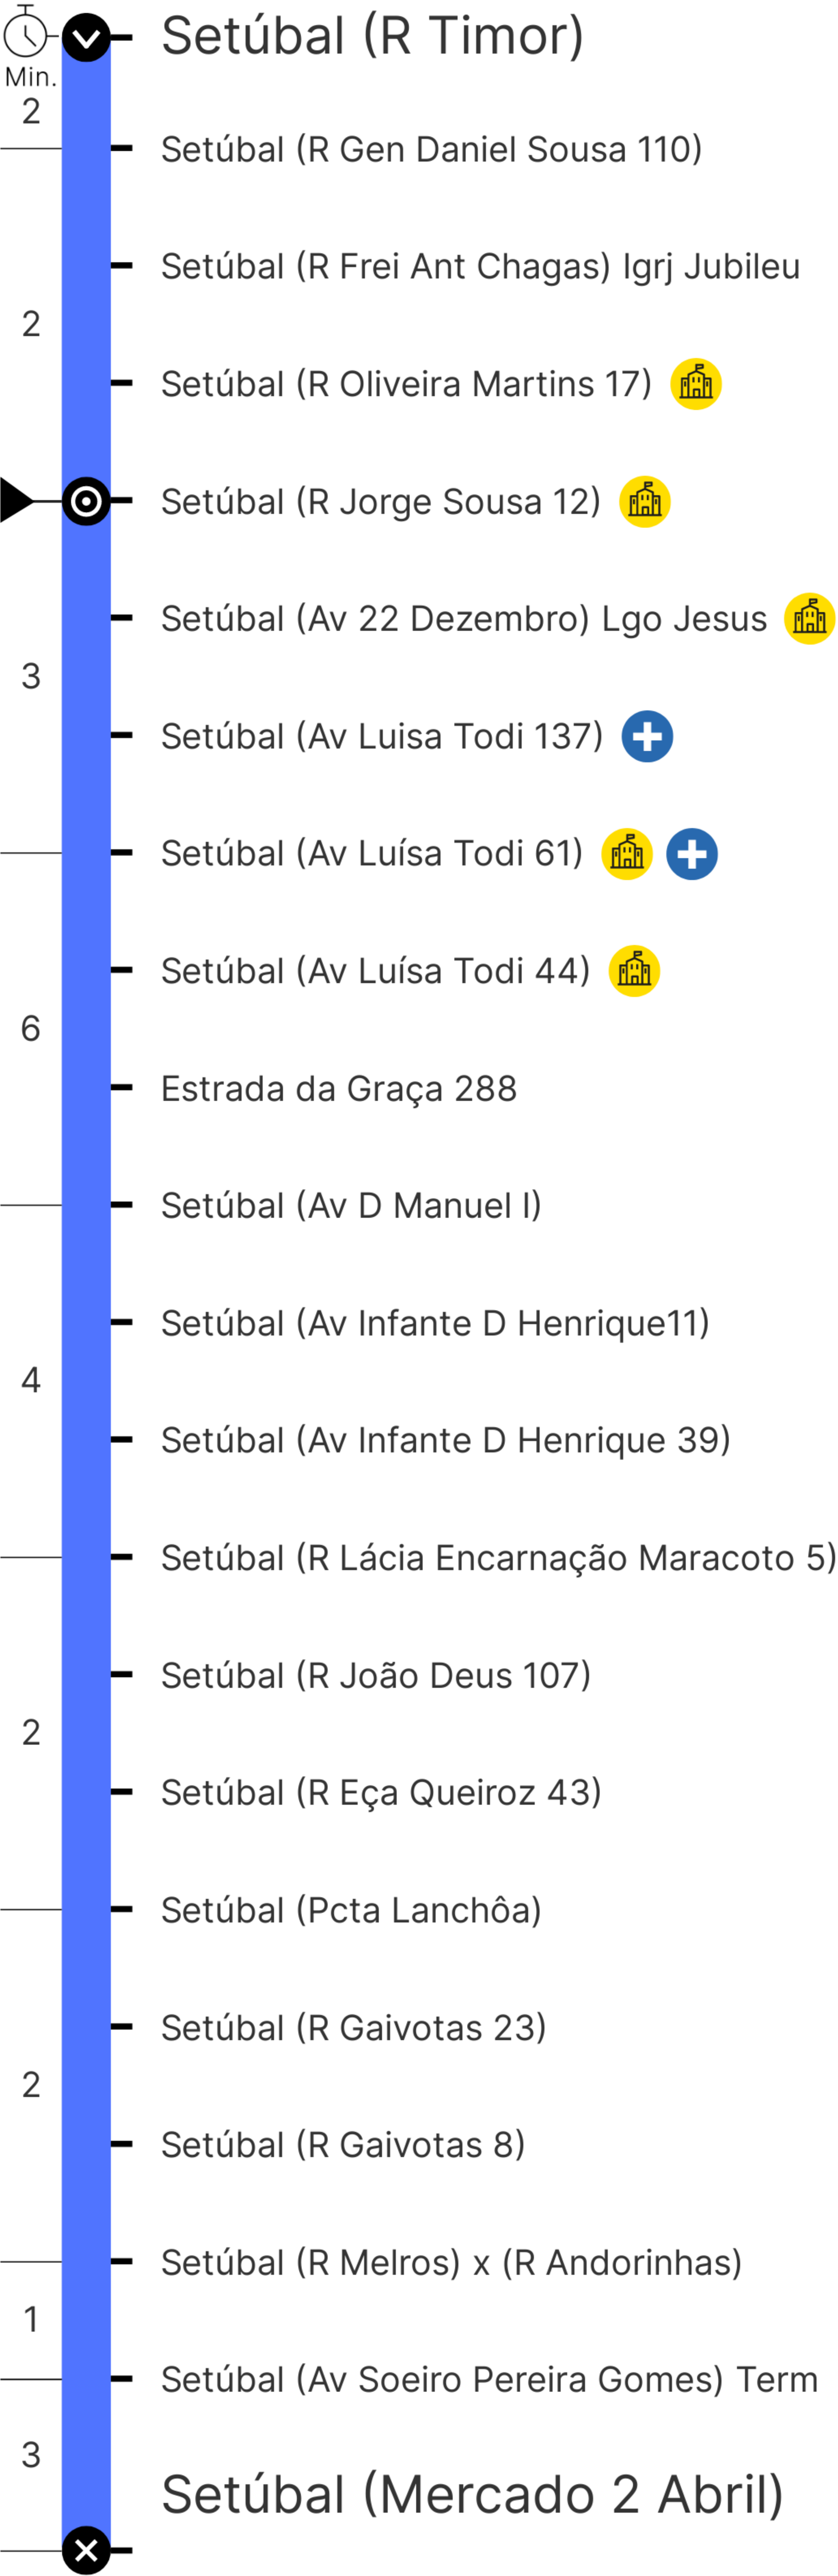 Setúbal (R Timor)
Min.
2
Setúbal (R Gen Daniel Sousa 110)
Setúbal (R Frei Ant Chagas) Igrj Jubileu
2
Setúbal (R Oliveira Martins 17)
Setúbal (R Jorge Sousa 12)
Setúbal (Av 22 Dezembro) Lgo Jesus
3
Setúbal (Av Luisa Todi 137)
Setúbal (Av Luísa Todi 61)
Setúbal (Av Luísa Todi 44)
6
Estrada da Graça 288
Setúbal (Av D Manuel I)
Setúbal (Av Infante D Henrique11)
4
Setúbal (Av Infante D Henrique 39)
Setúbal (R Lácia Encarnação Maracoto 5)
Setúbal (R João Deus 107)
2
Setúbal (R Eça Queiroz 43)
Setúbal (Pcta Lanchôa)
Setúbal (R Gaivotas 23)
2
Setúbal (R Gaivotas 8)
Setúbal (R Melros) x (R Andorinhas)
1
Setúbal (Av Soeiro Pereira Gomes) Term
3
Setúbal (Mercado 2 Abril)